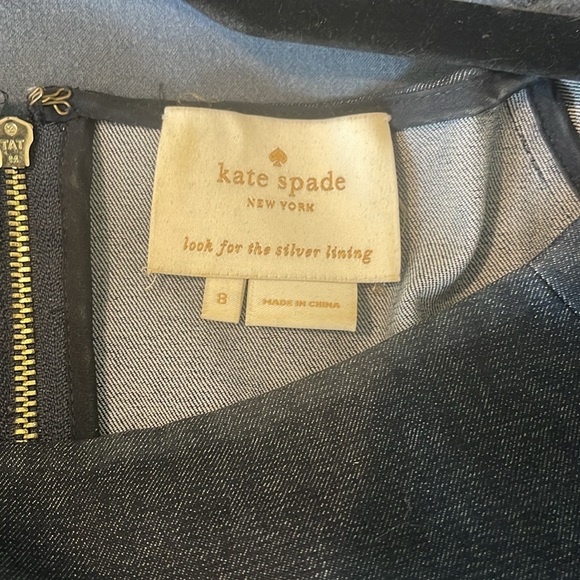 kate spade
NEW YORK
look for the silver lining
8
MADE IN CHINA